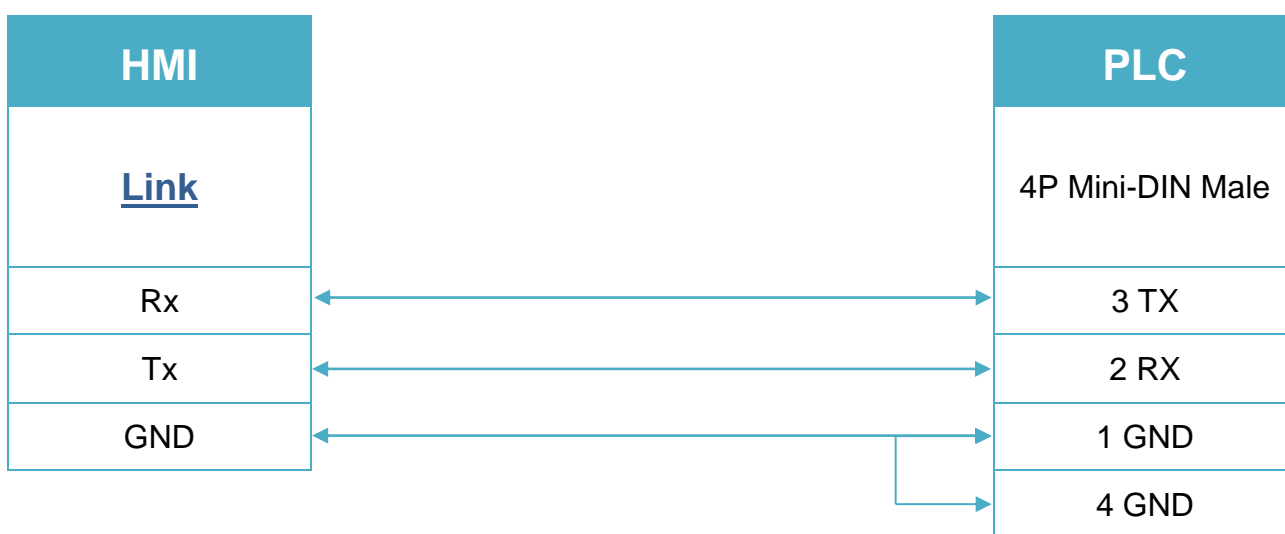 HMI
PLC
Link
4P Mini-DIN Male
Rx
3 TX
Tx
2 RX
GND
1 GND
4 GND